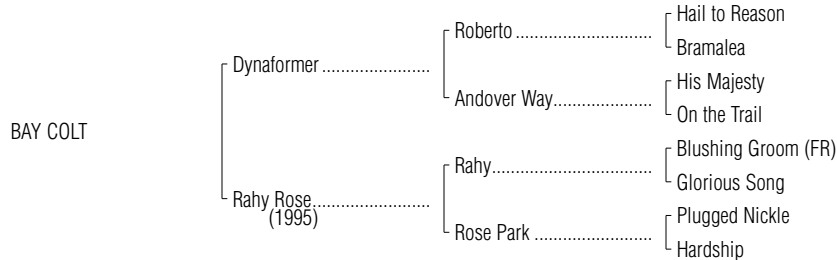 Hail to Reason
Roberto
Bramalea
Dynaformer
His Majesty
Andover Way
On the Trail
BAY COLT
Blushing Groom (FR)
Rahy
Glorious Song
Rahy Rose
(1995)
Plugged Nickle
Rose Park
Hardship